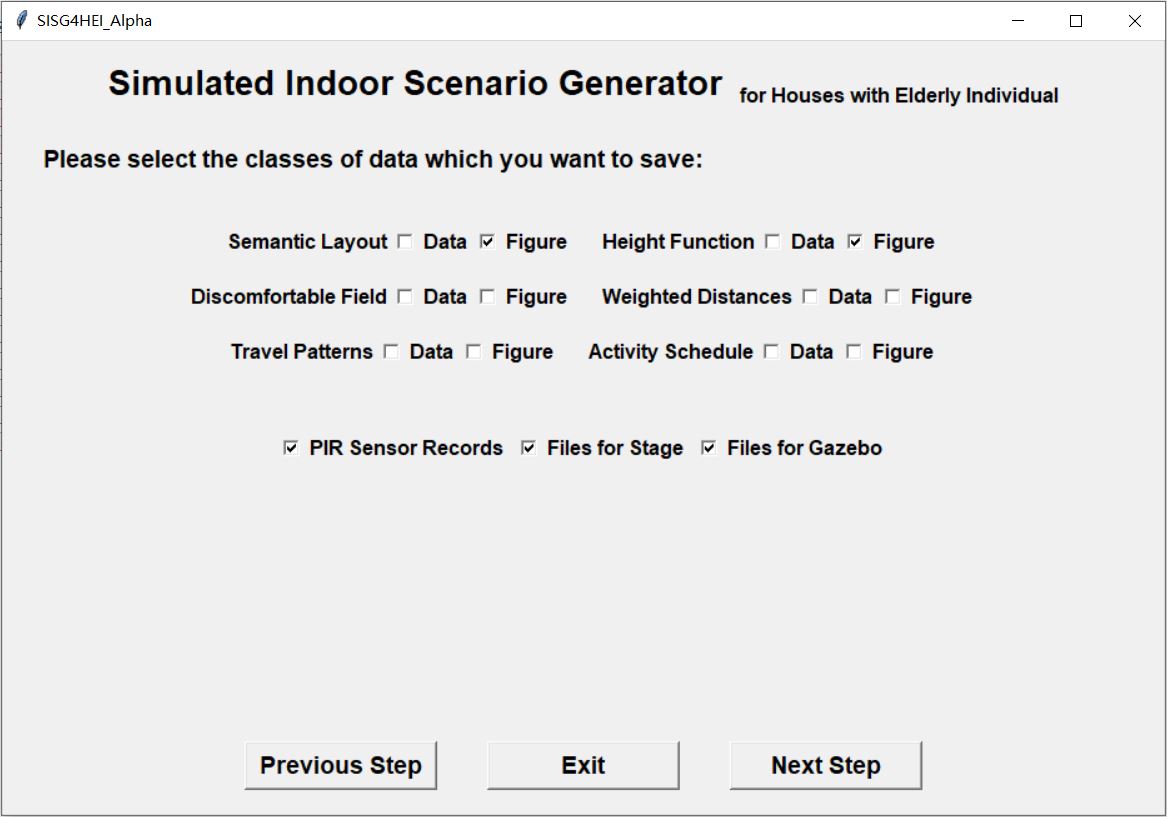 SISG4HEI_Alpha
Simulated Indoor Scenario Generator for Houses with Elderly Individual
Please select the classes of data which you want to save:
Semantic Layout Data Figure Height Function Data Figure
Discomfortable Field Data Figure Weighted Distances Data Figure
Travel Patterns Data Figure Activity Schedule Data Figure
PIR Sensor Records Files for Stage Files for Gazebo
Previous Step Exit Next Step